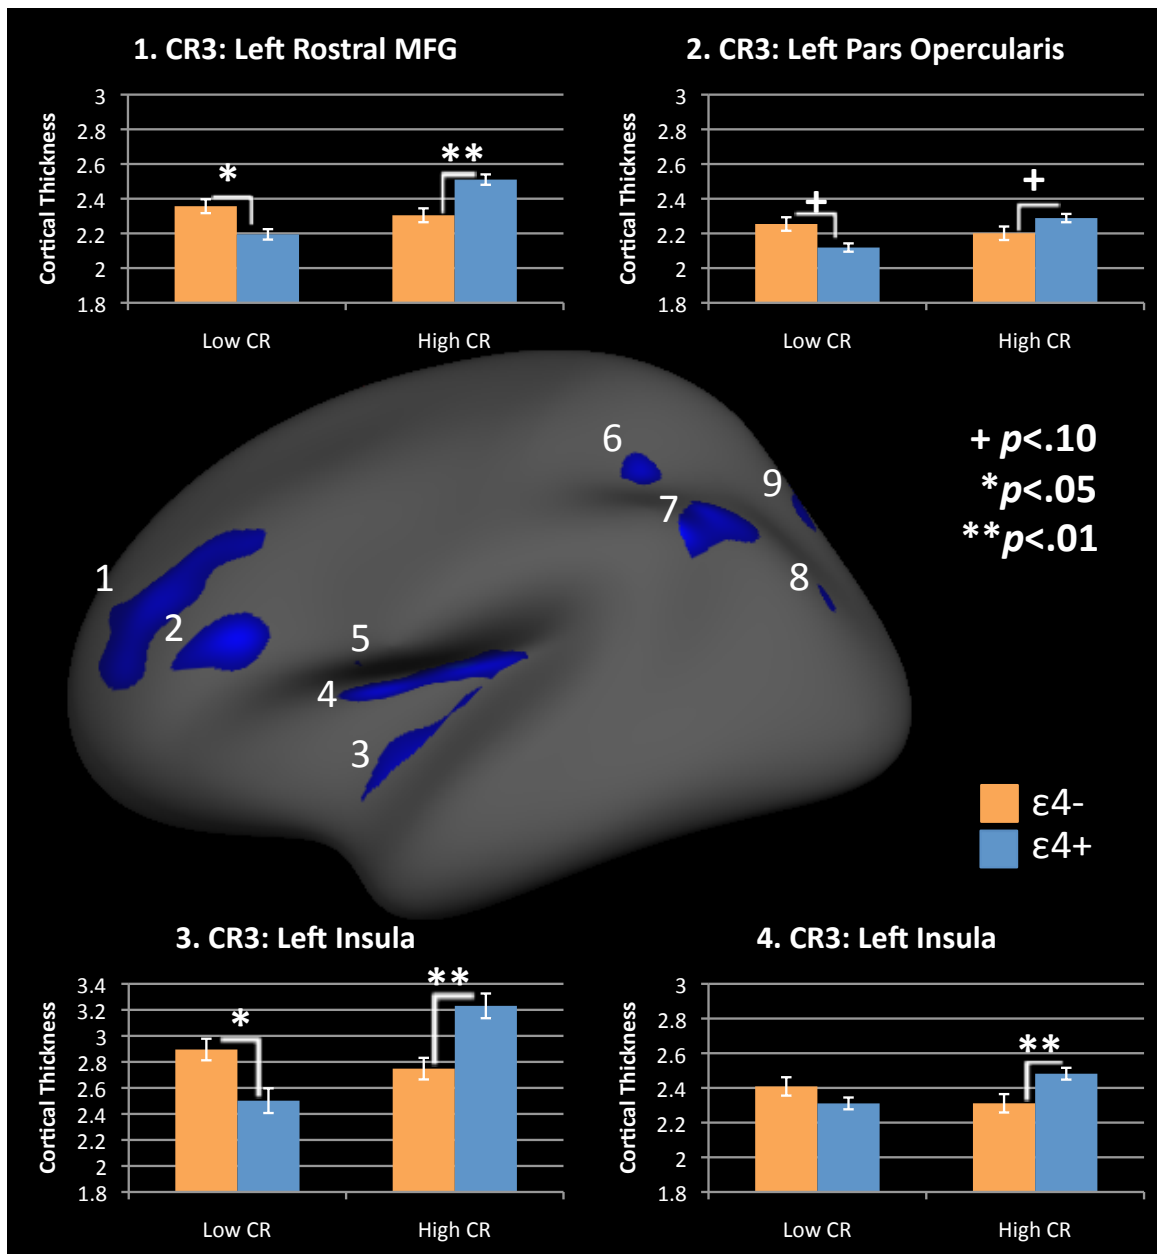 1. CR3: Left Rostral MFG
Cortical Thickness
3
2.8
2.6
2.4
2.2
2
1.8
*
**
Low CR
High CR
2. CR3: Left Pars Opercularis
Cortical Thickness
3
2.8
2.6
2.4
2.2
2
1.8
+
+
Low CR
High CR
+ p<.10
*p<.05
**p<.01
1
2
3
4
5
6
7
8
9
ε4-
ε4+
3. CR3: Left Insula
Cortical Thickness
3.4
3.2
3
2.8
2.6
2.4
2.2
2
1.8
*
**
Low CR
High CR
4. CR3: Left Insula
Cortical Thickness
3
2.8
2.6
2.4
2.2
2
1.8
**
Low CR
High CR